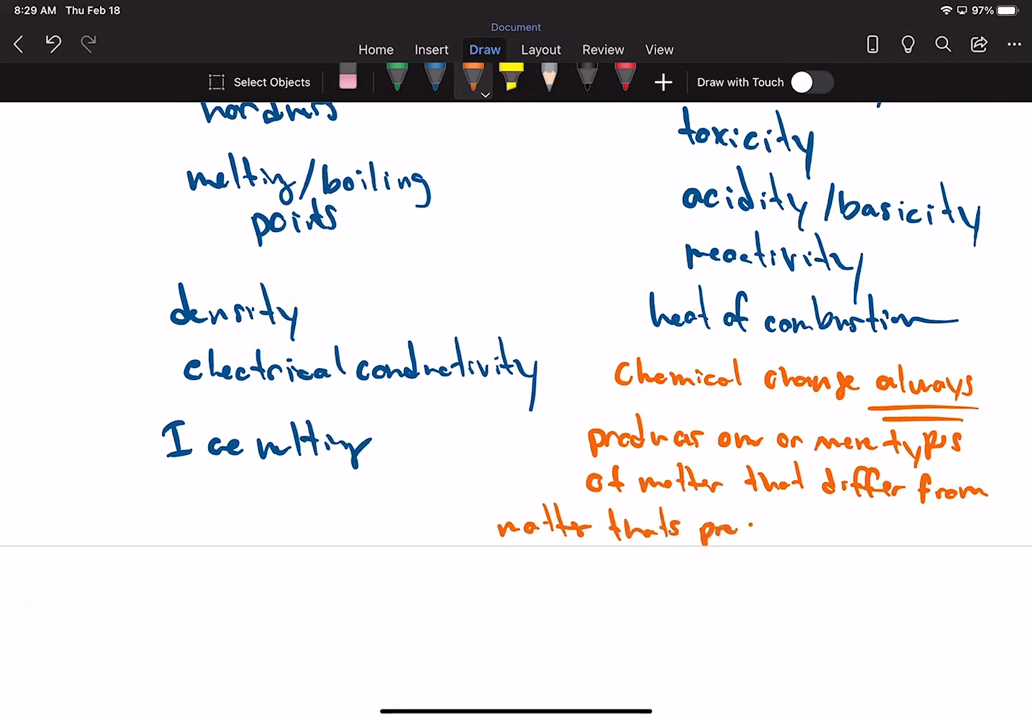 8:29 AM Thu Feb 18
97%
Document
Home Insert Draw Layout Review View
Select Objects
Draw with Touch
hardness
melting/boiling
points
density
electrical conductivity
Ice melting
toxicity
acidity/basicity
reactivity
heat of combustion
Chemical change always
produces one or more types
of matter that differ from
matter thats pre